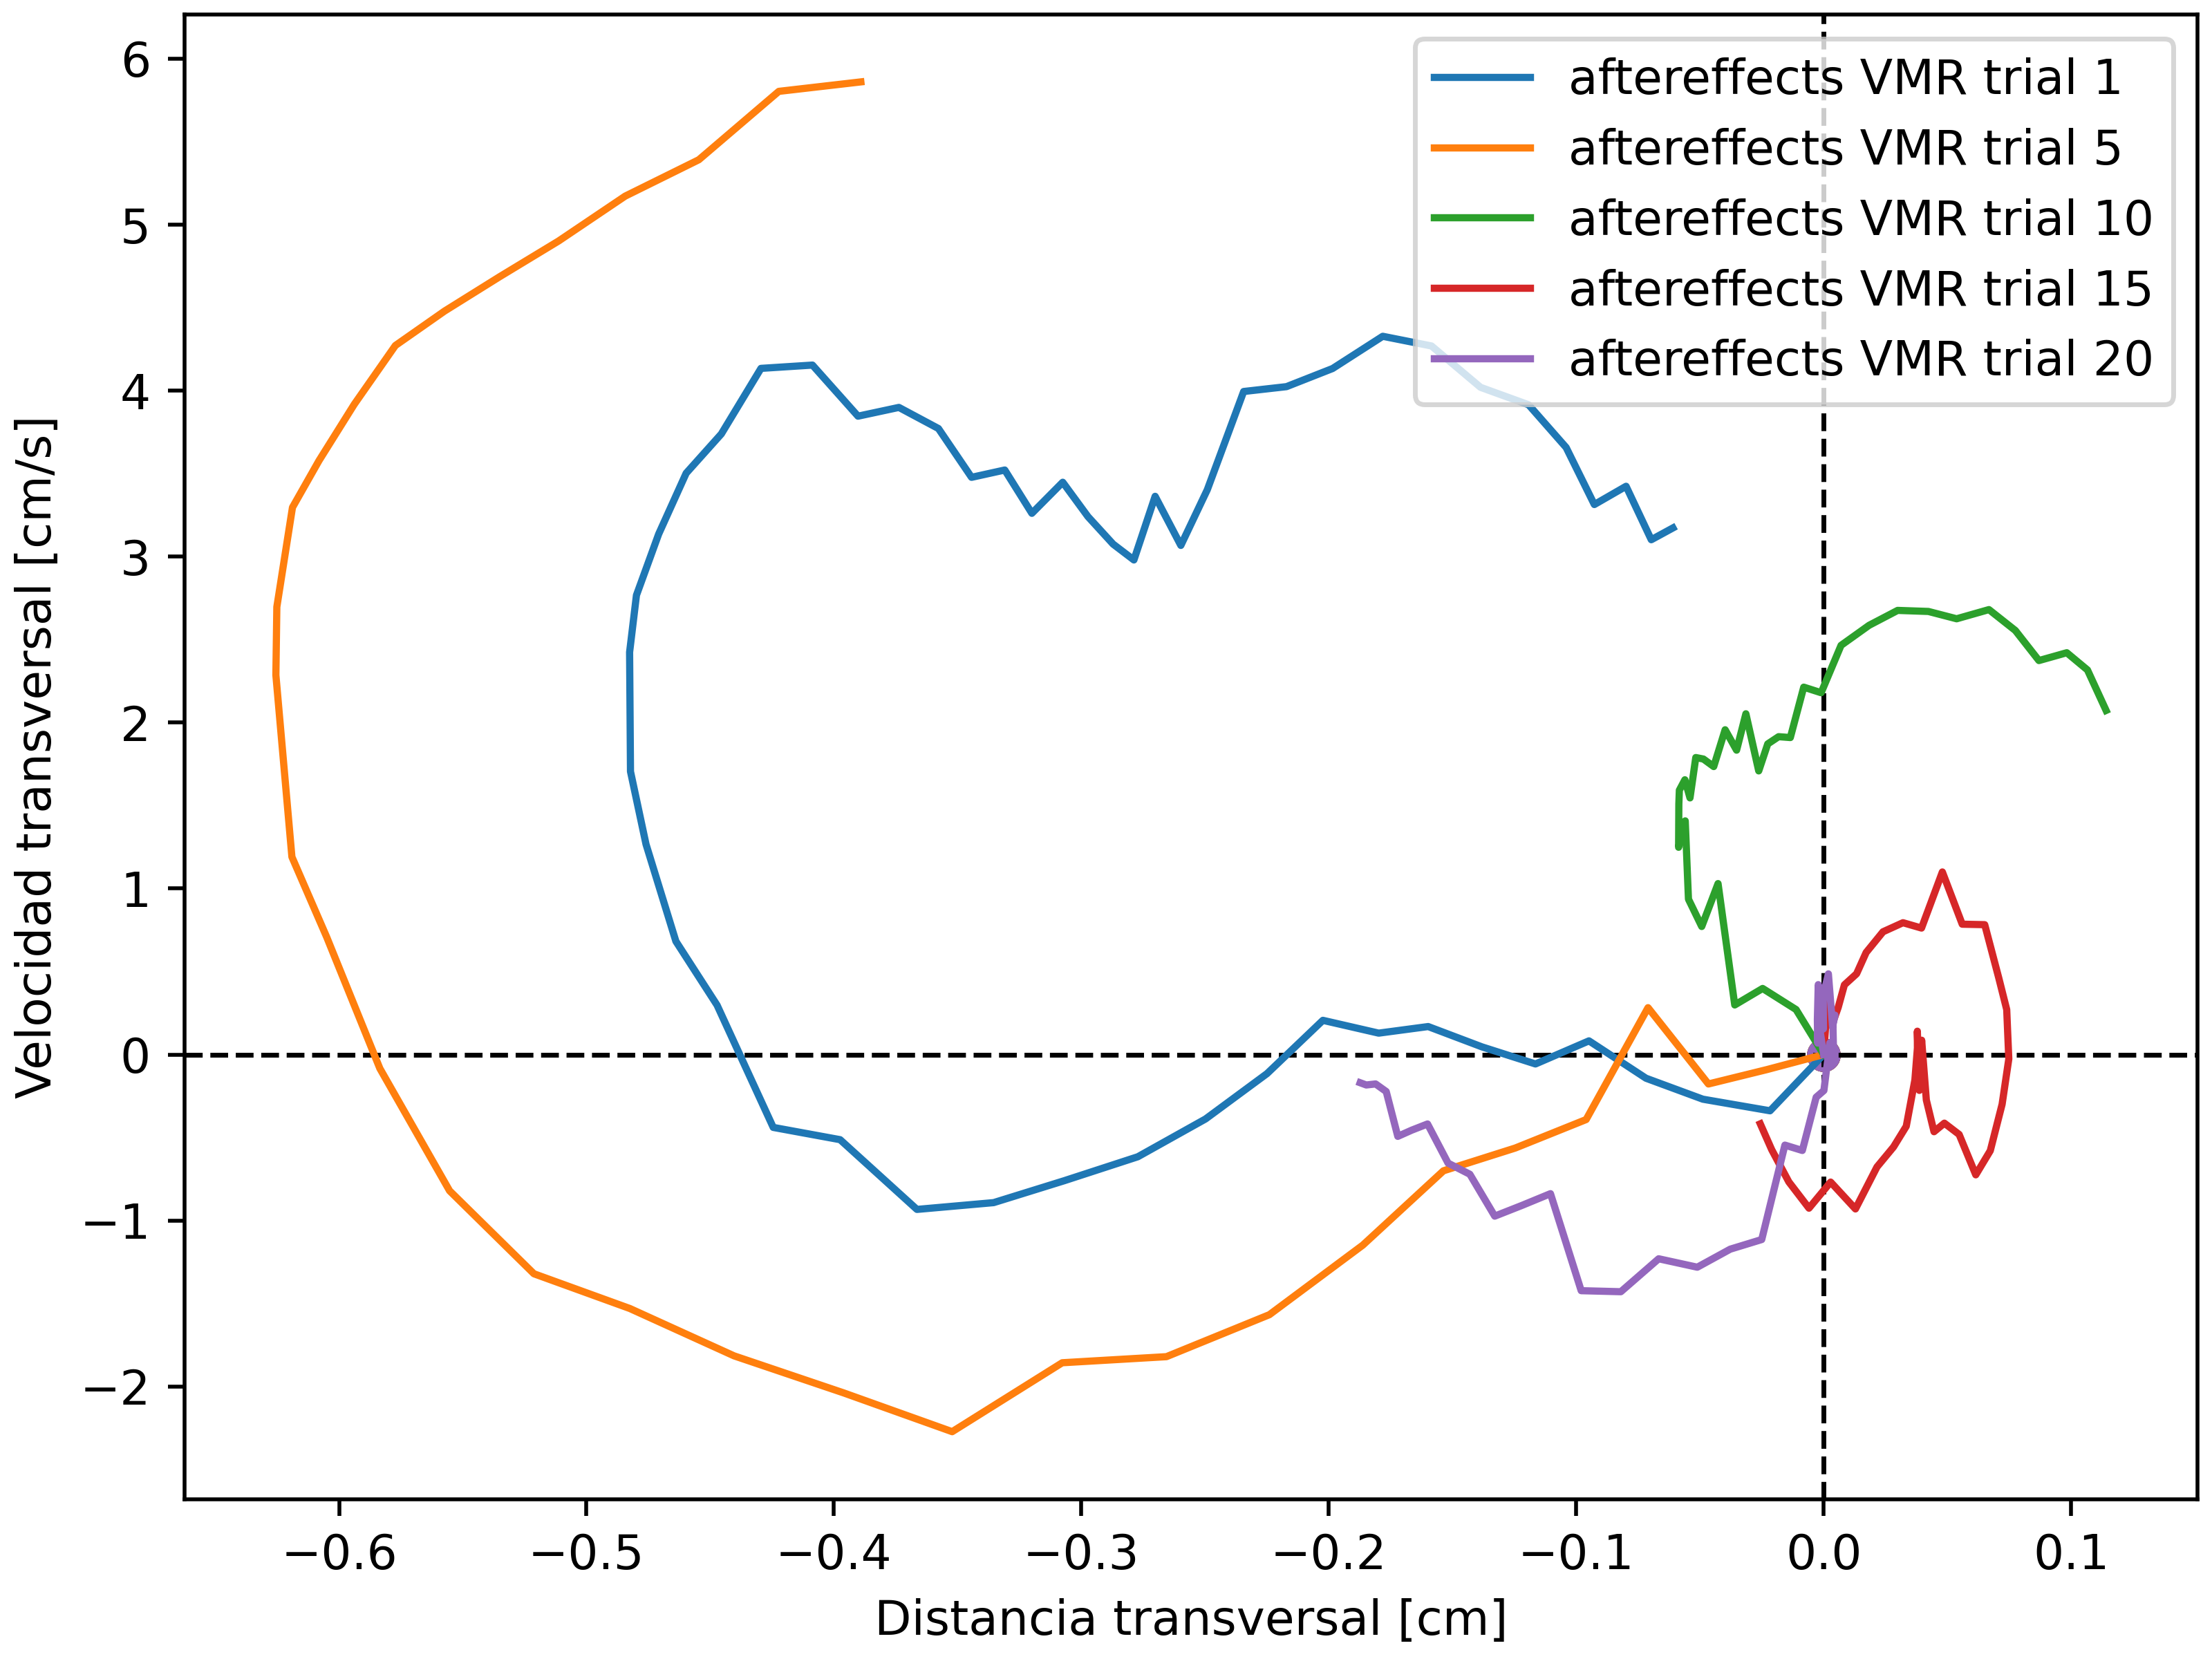 6
5
4
3
2
1
0
−1
−2
Velocidad transversal [cm/s]
aftereffects VMR trial 1
aftereffects VMR trial 5
aftereffects VMR trial 10
aftereffects VMR trial 15
aftereffects VMR trial 20
−0.6 −0.5 −0.4 −0.3 −0.2 −0.1 0.0 0.1
Distancia transversal [cm]